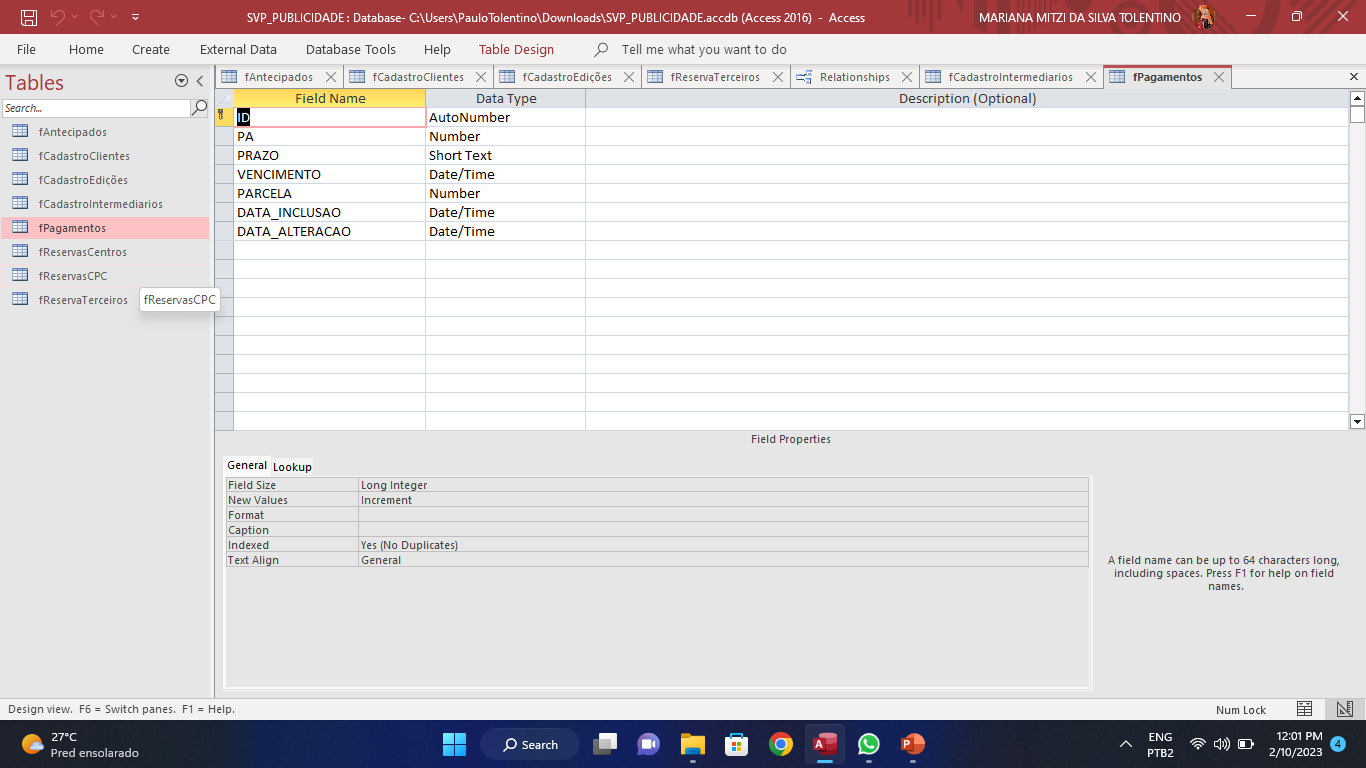 SVP_PUBLICIDADE : Database- C:\Users\PauloTolentino\Downloads\SVP_PUBLICIDADE.accdb (Access 2016) - Access
MARIANA MITZI DA SILVA TOLENTINO
File Home Create External Data Database Tools Help Table Design Tell me what you want to do
Tables
Search...
fAntecipados
fCadastroClientes
fCadastroEdições
fCadastroIntermediarios
fPagamentos
fReservasCentros
fReservasCPC
fReservaTerceiros
fReservasCPC
fAntecipados fCadastroClientes fCadastroEdições fReservaTerceiros Relationships fCadastroIntermediarios fPagamentos
Field Name Data Type Description (Optional)
ID AutoNumber
PA Number
PRAZO Short Text
VENCIMENTO Date/Time
PARCELA Number
DATA_INCLUSAO Date/Time
DATA_ALTERACAO Date/Time
Field Properties
General Lookup
Field Size Long Integer
New Values Increment
Format
Caption
Indexed Yes (No Duplicates)
Text Align General
A field name can be up to 64 characters long,
including spaces. Press F1 for help on field
names.
Design view. F6 = Switch panes. F1 = Help.
Num Lock
27°C
Pred ensolarado
Search
ENG
PTB2
12:01 PM
2/10/2023
4